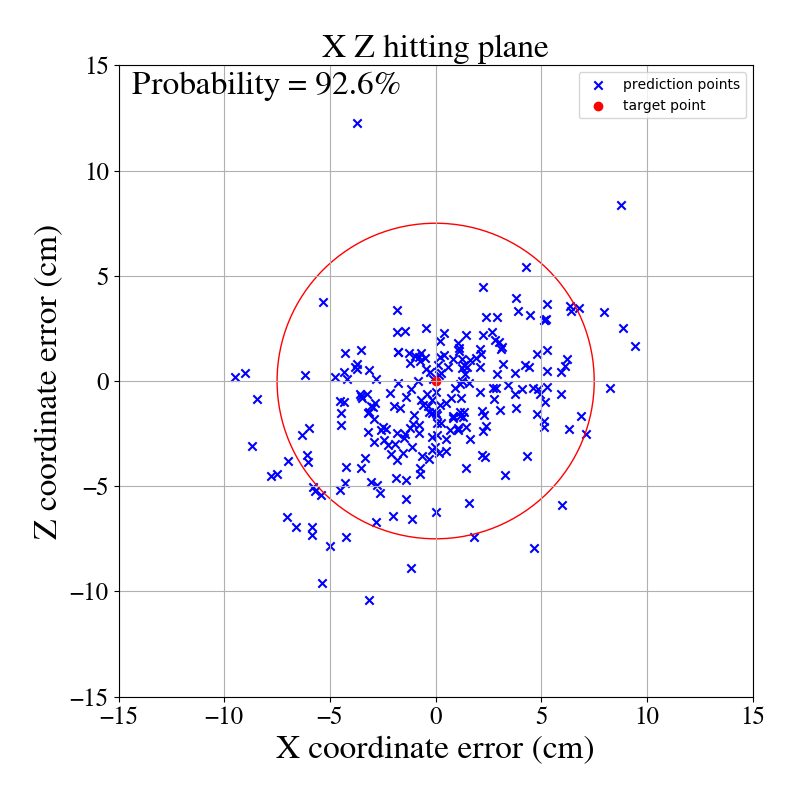 X Z hitting plane
Probability = 92.6%
prediction points
target point
15
10
5
0
−5
−10
−15
−15 −10 −5 0 5 10 15
X coordinate error (cm)
Z coordinate error (cm)